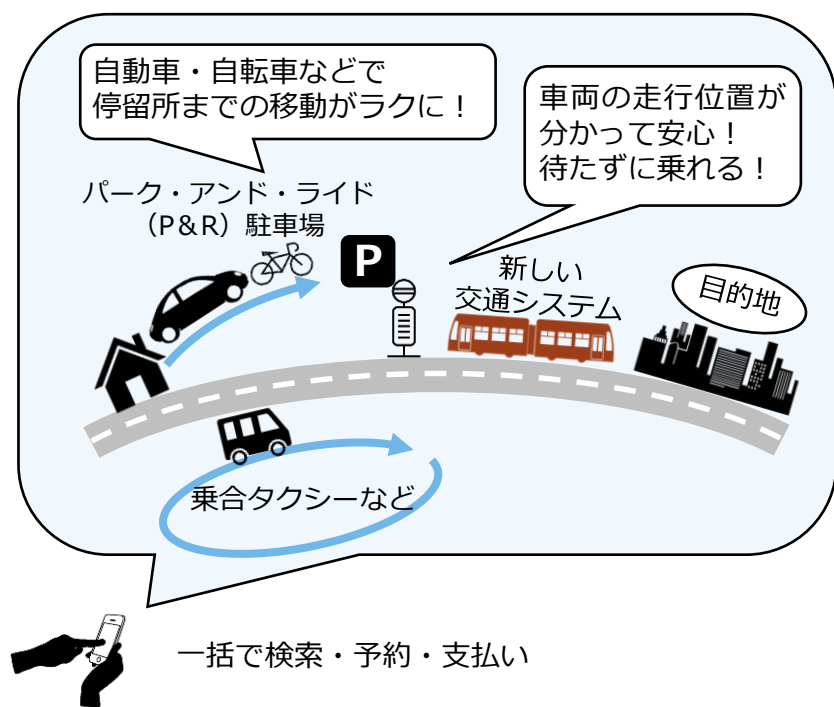 自動車・自転車などで
停留所までの移動がラクに！
車両の走行位置が
分かって安心！
待たずに乗れる！
パーク・アンド・ライド
（P&R）駐車場
P
新しい
交通システム
目的地
乗合タクシーなど
一括で検索・予約・支払い